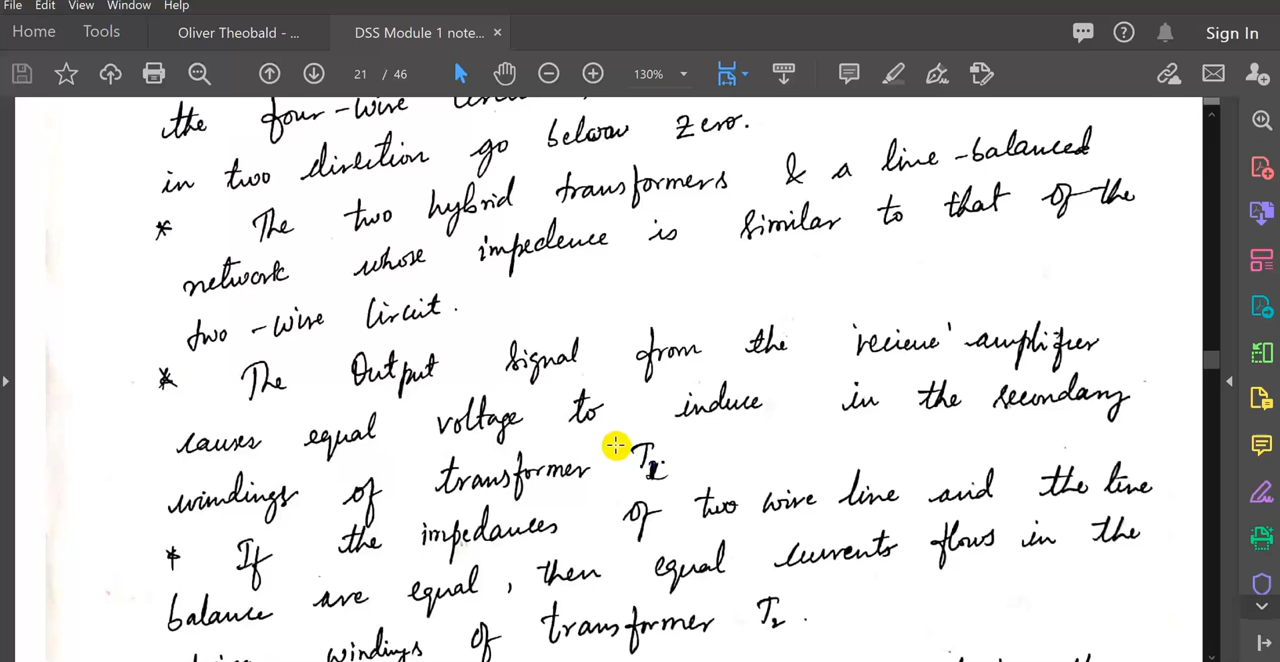 File Edit View Window Help
Home Tools Oliver Theobald - ... DSS Module 1 note... × Sign In
21 / 46 130%
the four-wire
in two direction go below zero.
* The two hybrid transformers & a line-balanced
network whose impedence is similar to that of the
two-wire Circuit.
* The Output signal from the 'recieve' amplifier
causes equal voltage to induce in the secondary
windings of transformer T1.
* If the impedances of two wire line and the line
balance are equal, then equal currents flows in the
windings of transformer T2.